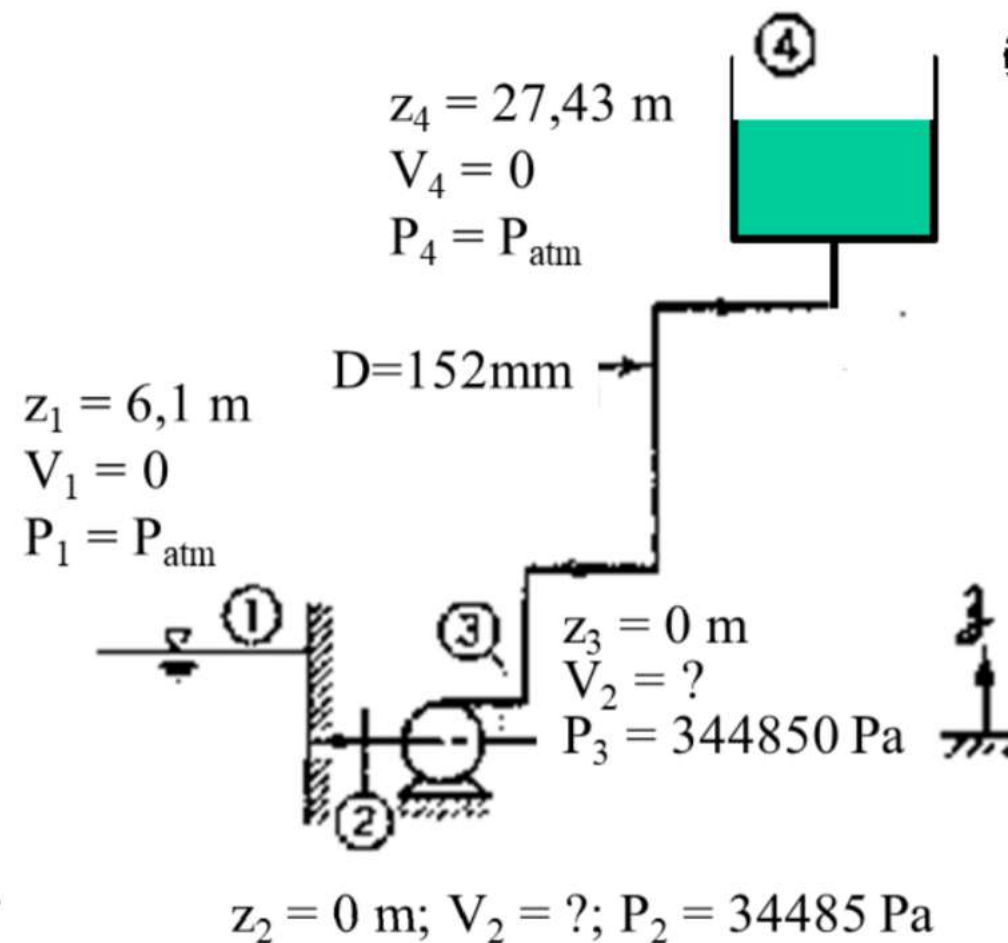 4
z₄ = 27,43 m
V₄ = 0
P₄ = Patm
D=152mm
z₁ = 6,1 m
V₁ = 0
P₁ = Patm
1
3
z₃ = 0 m
V₂ = ?
P₃ = 344850 Pa
z
2
z₂ = 0 m; V₂ = ?; P₂ = 34485 Pa